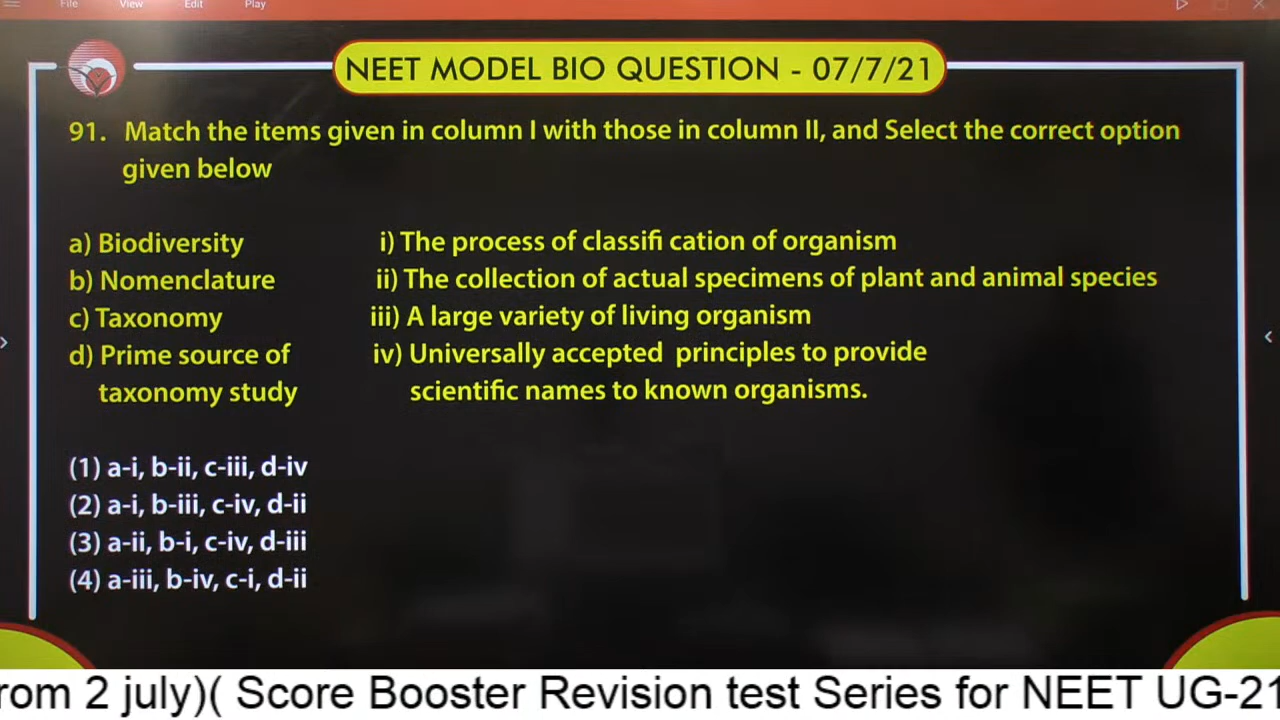 File View Edit Play
NEET MODEL BIO QUESTION - 07/7/21
91. Match the items given in column I with those in column II, and Select the correct option
given below
a) Biodiversity i) The process of classifi cation of organism
b) Nomenclature ii) The collection of actual specimens of plant and animal species
c) Taxonomy iii) A large variety of living organism
d) Prime source of iv) Universally accepted principles to provide
taxonomy study scientific names to known organisms.
(1) a-i, b-ii, c-iii, d-iv
(2) a-i, b-iii, c-iv, d-ii
(3) a-ii, b-i, c-iv, d-iii
(4) a-iii, b-iv, c-i, d-ii
rom 2 july)( Score Booster Revision test Series for NEET UG-21